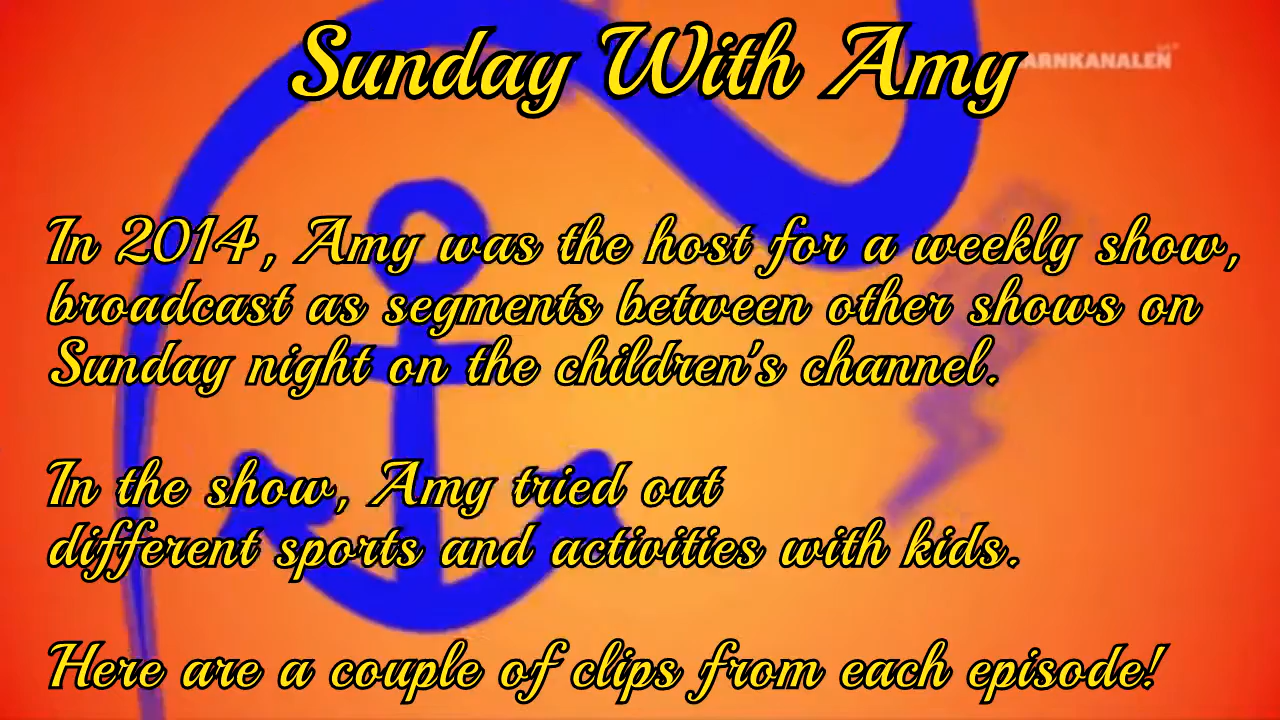 Sunday With Amy
ARNKANALEN
In 2014, Amy was the host for a weekly show,
broadcast as segments between other shows on
Sunday night on the children's channel.
In the show, Amy tried out
different sports and activities with kids.
Here are a couple of clips from each episode!